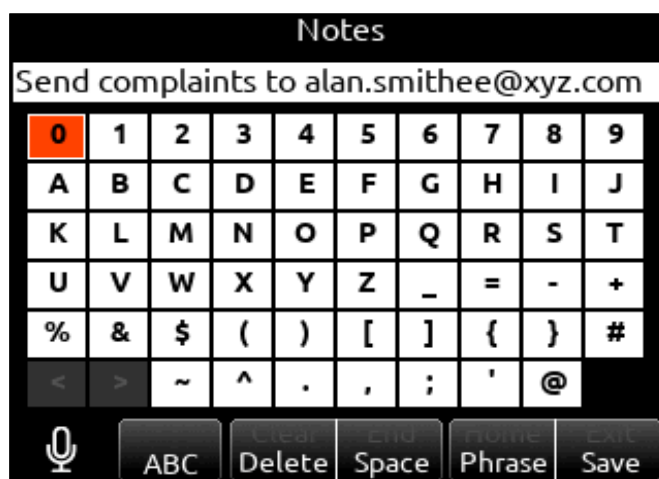 Notes
Send complaints to alan.smithee@xyz.com
0 1 2 3 4 5 6 7 8 9
A B C D E F G H I J
K L M N O P Q R S T
U V W X Y Z _ = - +
% & $ ( ) [ ] { } #
< > ~ ^ . , ; ' @
Clear End Home Exit
ABC Delete Space Phrase Save